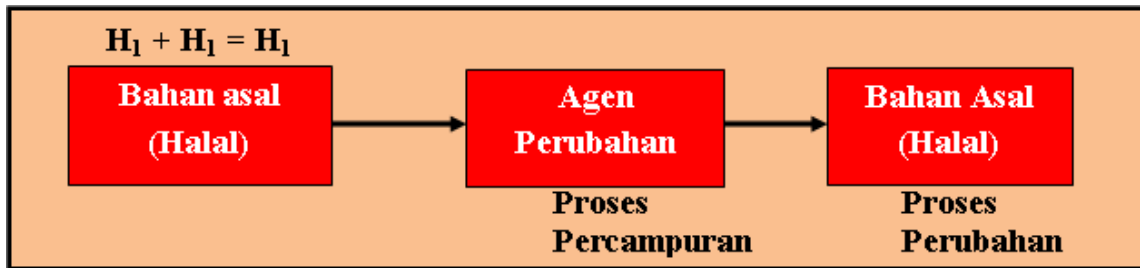 H₁ + H₁ = H₁
Bahan asal
(Halal)
Agen
Perubahan
Bahan Asal
(Halal)
Proses
Percampuran
Proses
Perubahan